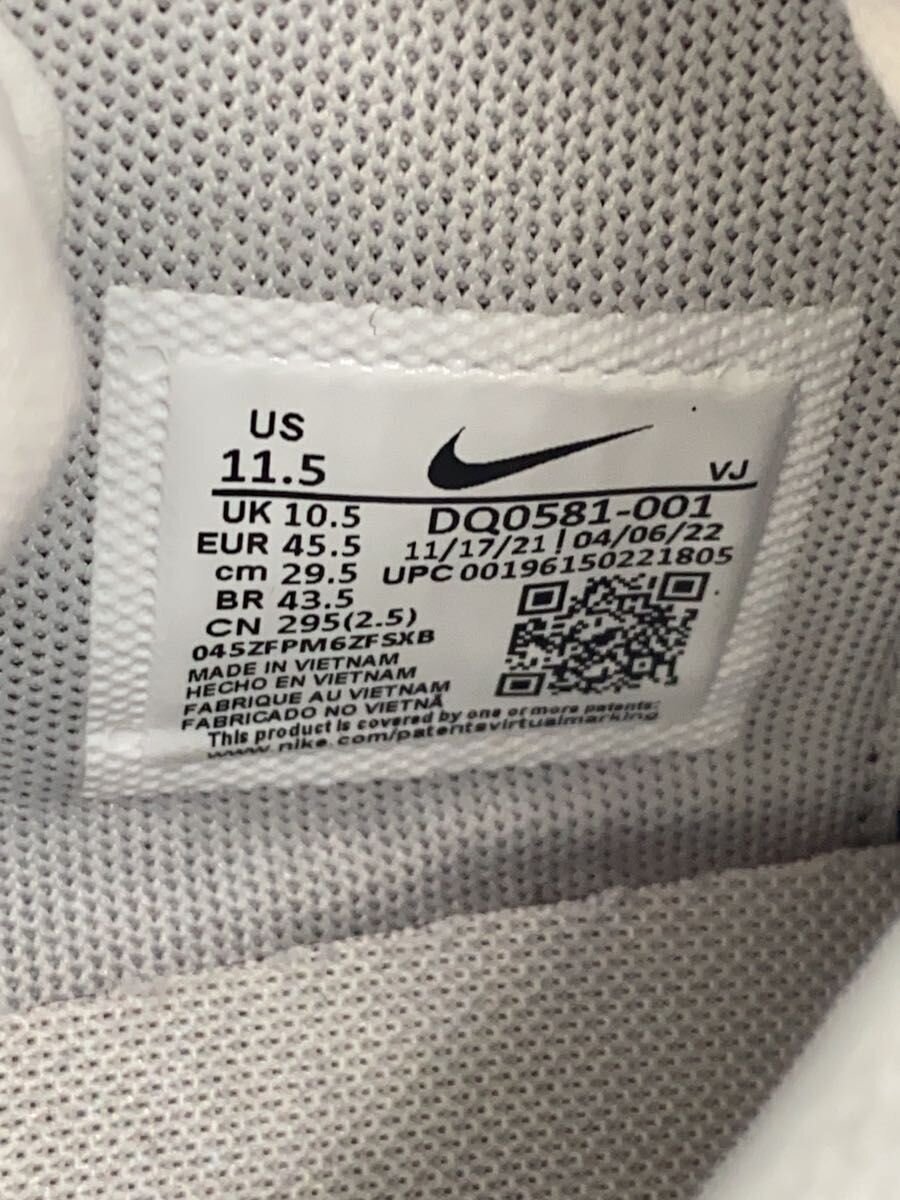 US
11.5
VJ
UK 10.5
EUR 45.5
cm 29.5
BR 43.5
CN 295(2.5)
045ZFPM6ZFSXB
DQ0581-001
11/17/21 ! 04/06/22
UPC 00196150221805
MADE IN VIETNAM
HECHO EN VIETNAM
FABRIQUE AU VIETNAM
FABRICADO NO VIETNÃ
This product is covered by one or more patents:
www.nike.com/patentsvirtualmarking